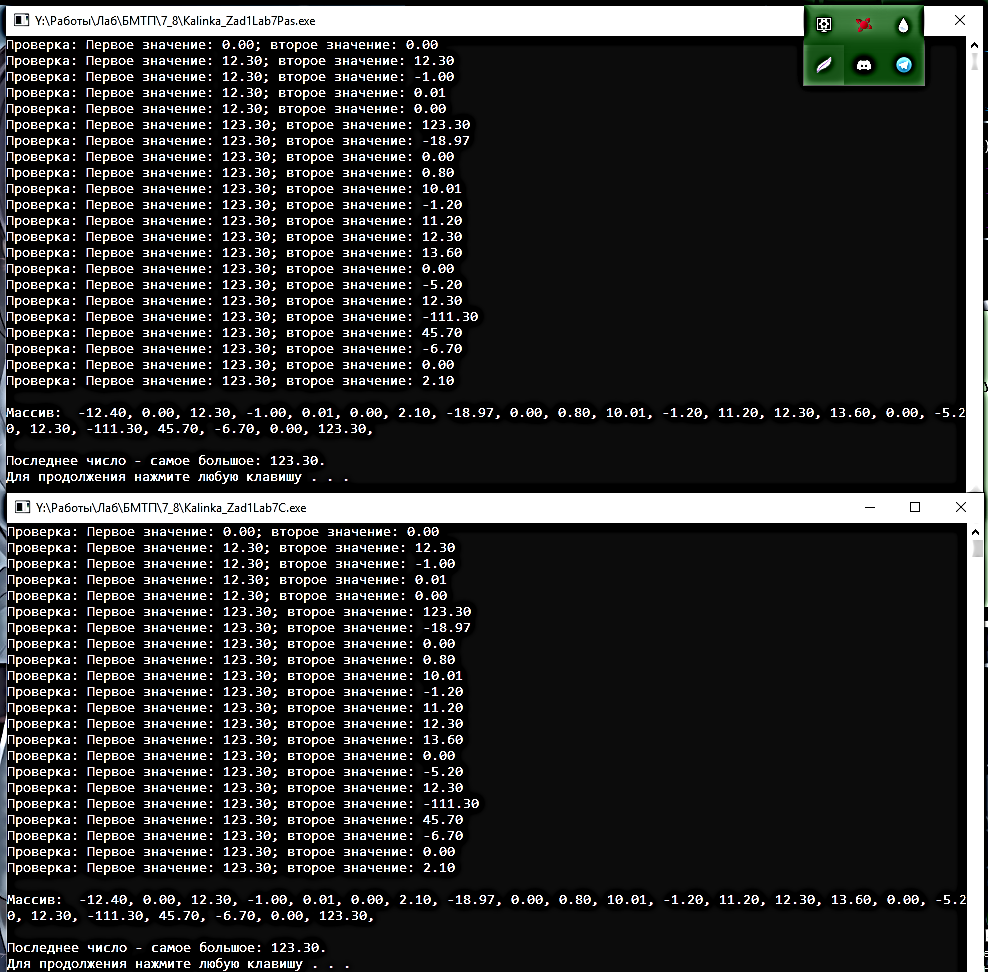 Y:\Работы\Лаб\БМТП\7_8\Kalinka_Zad1Lab7Pas.exe
Проверка: Первое значение: 0.00; второе значение: 0.00
Проверка: Первое значение: 12.30; второе значение: 12.30
Проверка: Первое значение: 12.30; второе значение: -1.00
Проверка: Первое значение: 12.30; второе значение: 0.01
Проверка: Первое значение: 12.30; второе значение: 0.00
Проверка: Первое значение: 123.30; второе значение: 123.30
Проверка: Первое значение: 123.30; второе значение: -18.97
Проверка: Первое значение: 123.30; второе значение: 0.00
Проверка: Первое значение: 123.30; второе значение: 0.80
Проверка: Первое значение: 123.30; второе значение: 10.01
Проверка: Первое значение: 123.30; второе значение: -1.20
Проверка: Первое значение: 123.30; второе значение: 11.20
Проверка: Первое значение: 123.30; второе значение: 12.30
Проверка: Первое значение: 123.30; второе значение: 13.60
Проверка: Первое значение: 123.30; второе значение: 0.00
Проверка: Первое значение: 123.30; второе значение: -5.20
Проверка: Первое значение: 123.30; второе значение: 12.30
Проверка: Первое значение: 123.30; второе значение: -111.30
Проверка: Первое значение: 123.30; второе значение: 45.70
Проверка: Первое значение: 123.30; второе значение: -6.70
Проверка: Первое значение: 123.30; второе значение: 0.00
Проверка: Первое значение: 123.30; второе значение: 2.10
Массив:  -12.40, 0.00, 12.30, -1.00, 0.01, 0.00, 2.10, -18.97, 0.00, 0.80, 10.01, -1.20, 11.20, 12.30, 13.60, 0.00, -5.2
0, 12.30, -111.30, 45.70, -6.70, 0.00, 123.30,
Последнее число - самое большое: 123.30.
Для продолжения нажмите любую клавишу . . .
Y:\Работы\Лаб\БМТП\7_8\Kalinka_Zad1Lab7C.exe
Проверка: Первое значение: 0.00; второе значение: 0.00
Проверка: Первое значение: 12.30; второе значение: 12.30
Проверка: Первое значение: 12.30; второе значение: -1.00
Проверка: Первое значение: 12.30; второе значение: 0.01
Проверка: Первое значение: 12.30; второе значение: 0.00
Проверка: Первое значение: 123.30; второе значение: 123.30
Проверка: Первое значение: 123.30; второе значение: -18.97
Проверка: Первое значение: 123.30; второе значение: 0.00
Проверка: Первое значение: 123.30; второе значение: 0.80
Проверка: Первое значение: 123.30; второе значение: 10.01
Проверка: Первое значение: 123.30; второе значение: -1.20
Проверка: Первое значение: 123.30; второе значение: 11.20
Проверка: Первое значение: 123.30; второе значение: 12.30
Проверка: Первое значение: 123.30; второе значение: 13.60
Проверка: Первое значение: 123.30; второе значение: 0.00
Проверка: Первое значение: 123.30; второе значение: -5.20
Проверка: Первое значение: 123.30; второе значение: 12.30
Проверка: Первое значение: 123.30; второе значение: -111.30
Проверка: Первое значение: 123.30; второе значение: 45.70
Проверка: Первое значение: 123.30; второе значение: -6.70
Проверка: Первое значение: 123.30; второе значение: 0.00
Проверка: Первое значение: 123.30; второе значение: 2.10
Массив:  -12.40, 0.00, 12.30, -1.00, 0.01, 0.00, 2.10, -18.97, 0.00, 0.80, 10.01, -1.20, 11.20, 12.30, 13.60, 0.00, -5.2
0, 12.30, -111.30, 45.70, -6.70, 0.00, 123.30,
Последнее число - самое большое: 123.30.
Для продолжения нажмите любую клавишу . . .